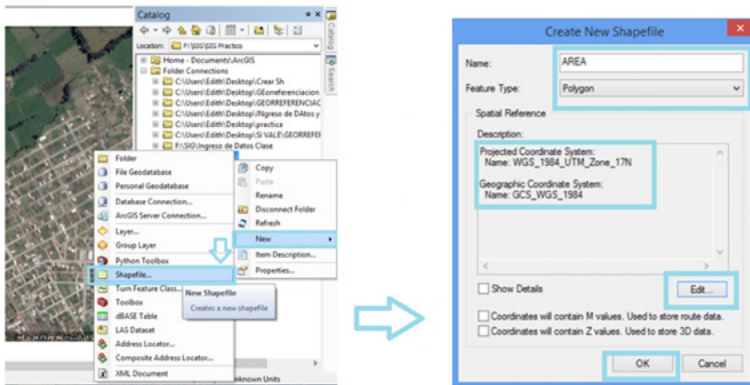 Catalog
Location: F:\SIG\SIG Practico
Home - Documents\ArcGIS
Folder Connections
C:\Users\Edith\Desktop\Crear Sh
C:\Users\Edith\Desktop\GEorreferenciacion
C:\Users\Edith\Desktop\GEORREFERENCIAC
C:\Users\Edith\Desktop\INgreso de DAtos y
C:\Users\Edith\Desktop\practica
C:\Users\Edith\Desktop\SI VALE\GEORREFEI
F:\SIG\Ingreso de Datos Clase
Catalog
Search
Folder
File Geodatabase
Personal Geodatabase
Database Connection...
ArcGIS Server Connection...
Layer...
Group Layer
Python Toolbox
Shapefile...
Turn Feature Class...
Toolbox
dBASE Table
LAS Dataset
Address Locator...
Composite Address Locator...
XML Document
Copy
Paste
Rename
Disconnect Folder
Refresh
New
Item Description...
Properties...
New Shapefile
Creates a new shapefile
nknown Units
Create New Shapefile
Name: AREA
Feature Type: Polygon
Spatial Reference
Description:
Projected Coordinate System:
Name: WGS_1984_UTM_Zone_17N
Geographic Coordinate System:
Name: GCS_WGS_1984
Show Details
Edit...
Coordinates will contain M values. Used to store route data.
Coordinates will contain Z values. Used to store 3D data.
OK Cancel